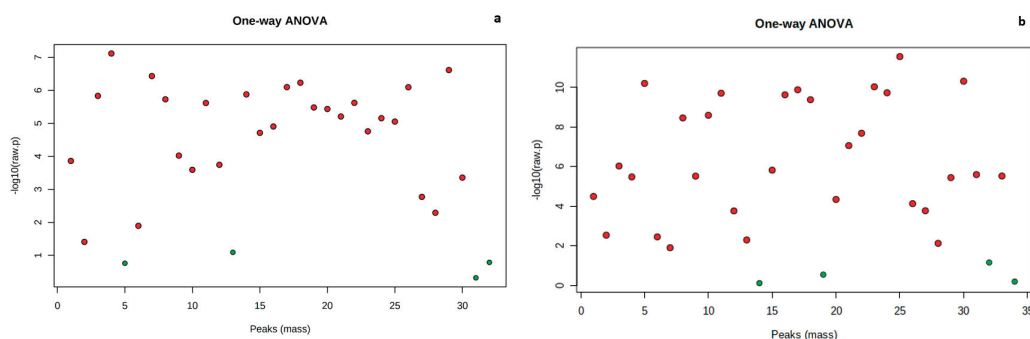 One-way ANOVA
a
-log10(raw.p)
7
6
5
4
3
2
1
0 5 10 15 20 25 30
Peaks (mass)
One-way ANOVA
b
-log10(raw.p)
10
8
6
4
2
0
0 5 10 15 20 25 30 35
Peaks (mass)